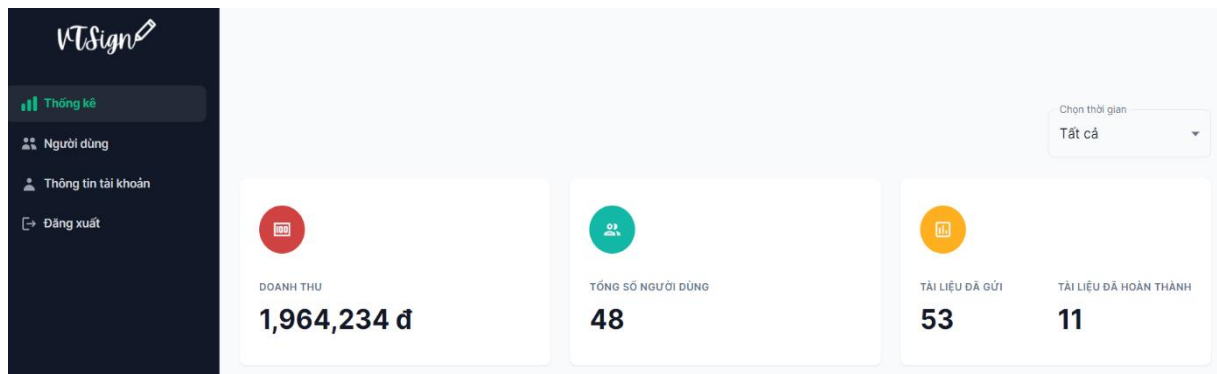 VTSign
Thống kê
Người dùng
Thông tin tài khoản
Đăng xuất
Chọn thời gian
Tất cả
DOANH THU
1,964,234 đ
TỔNG SỐ NGƯỜI DÙNG
48
TÀI LIỆU ĐÃ GỬI
53
TÀI LIỆU ĐÃ HOÀN THÀNH
11